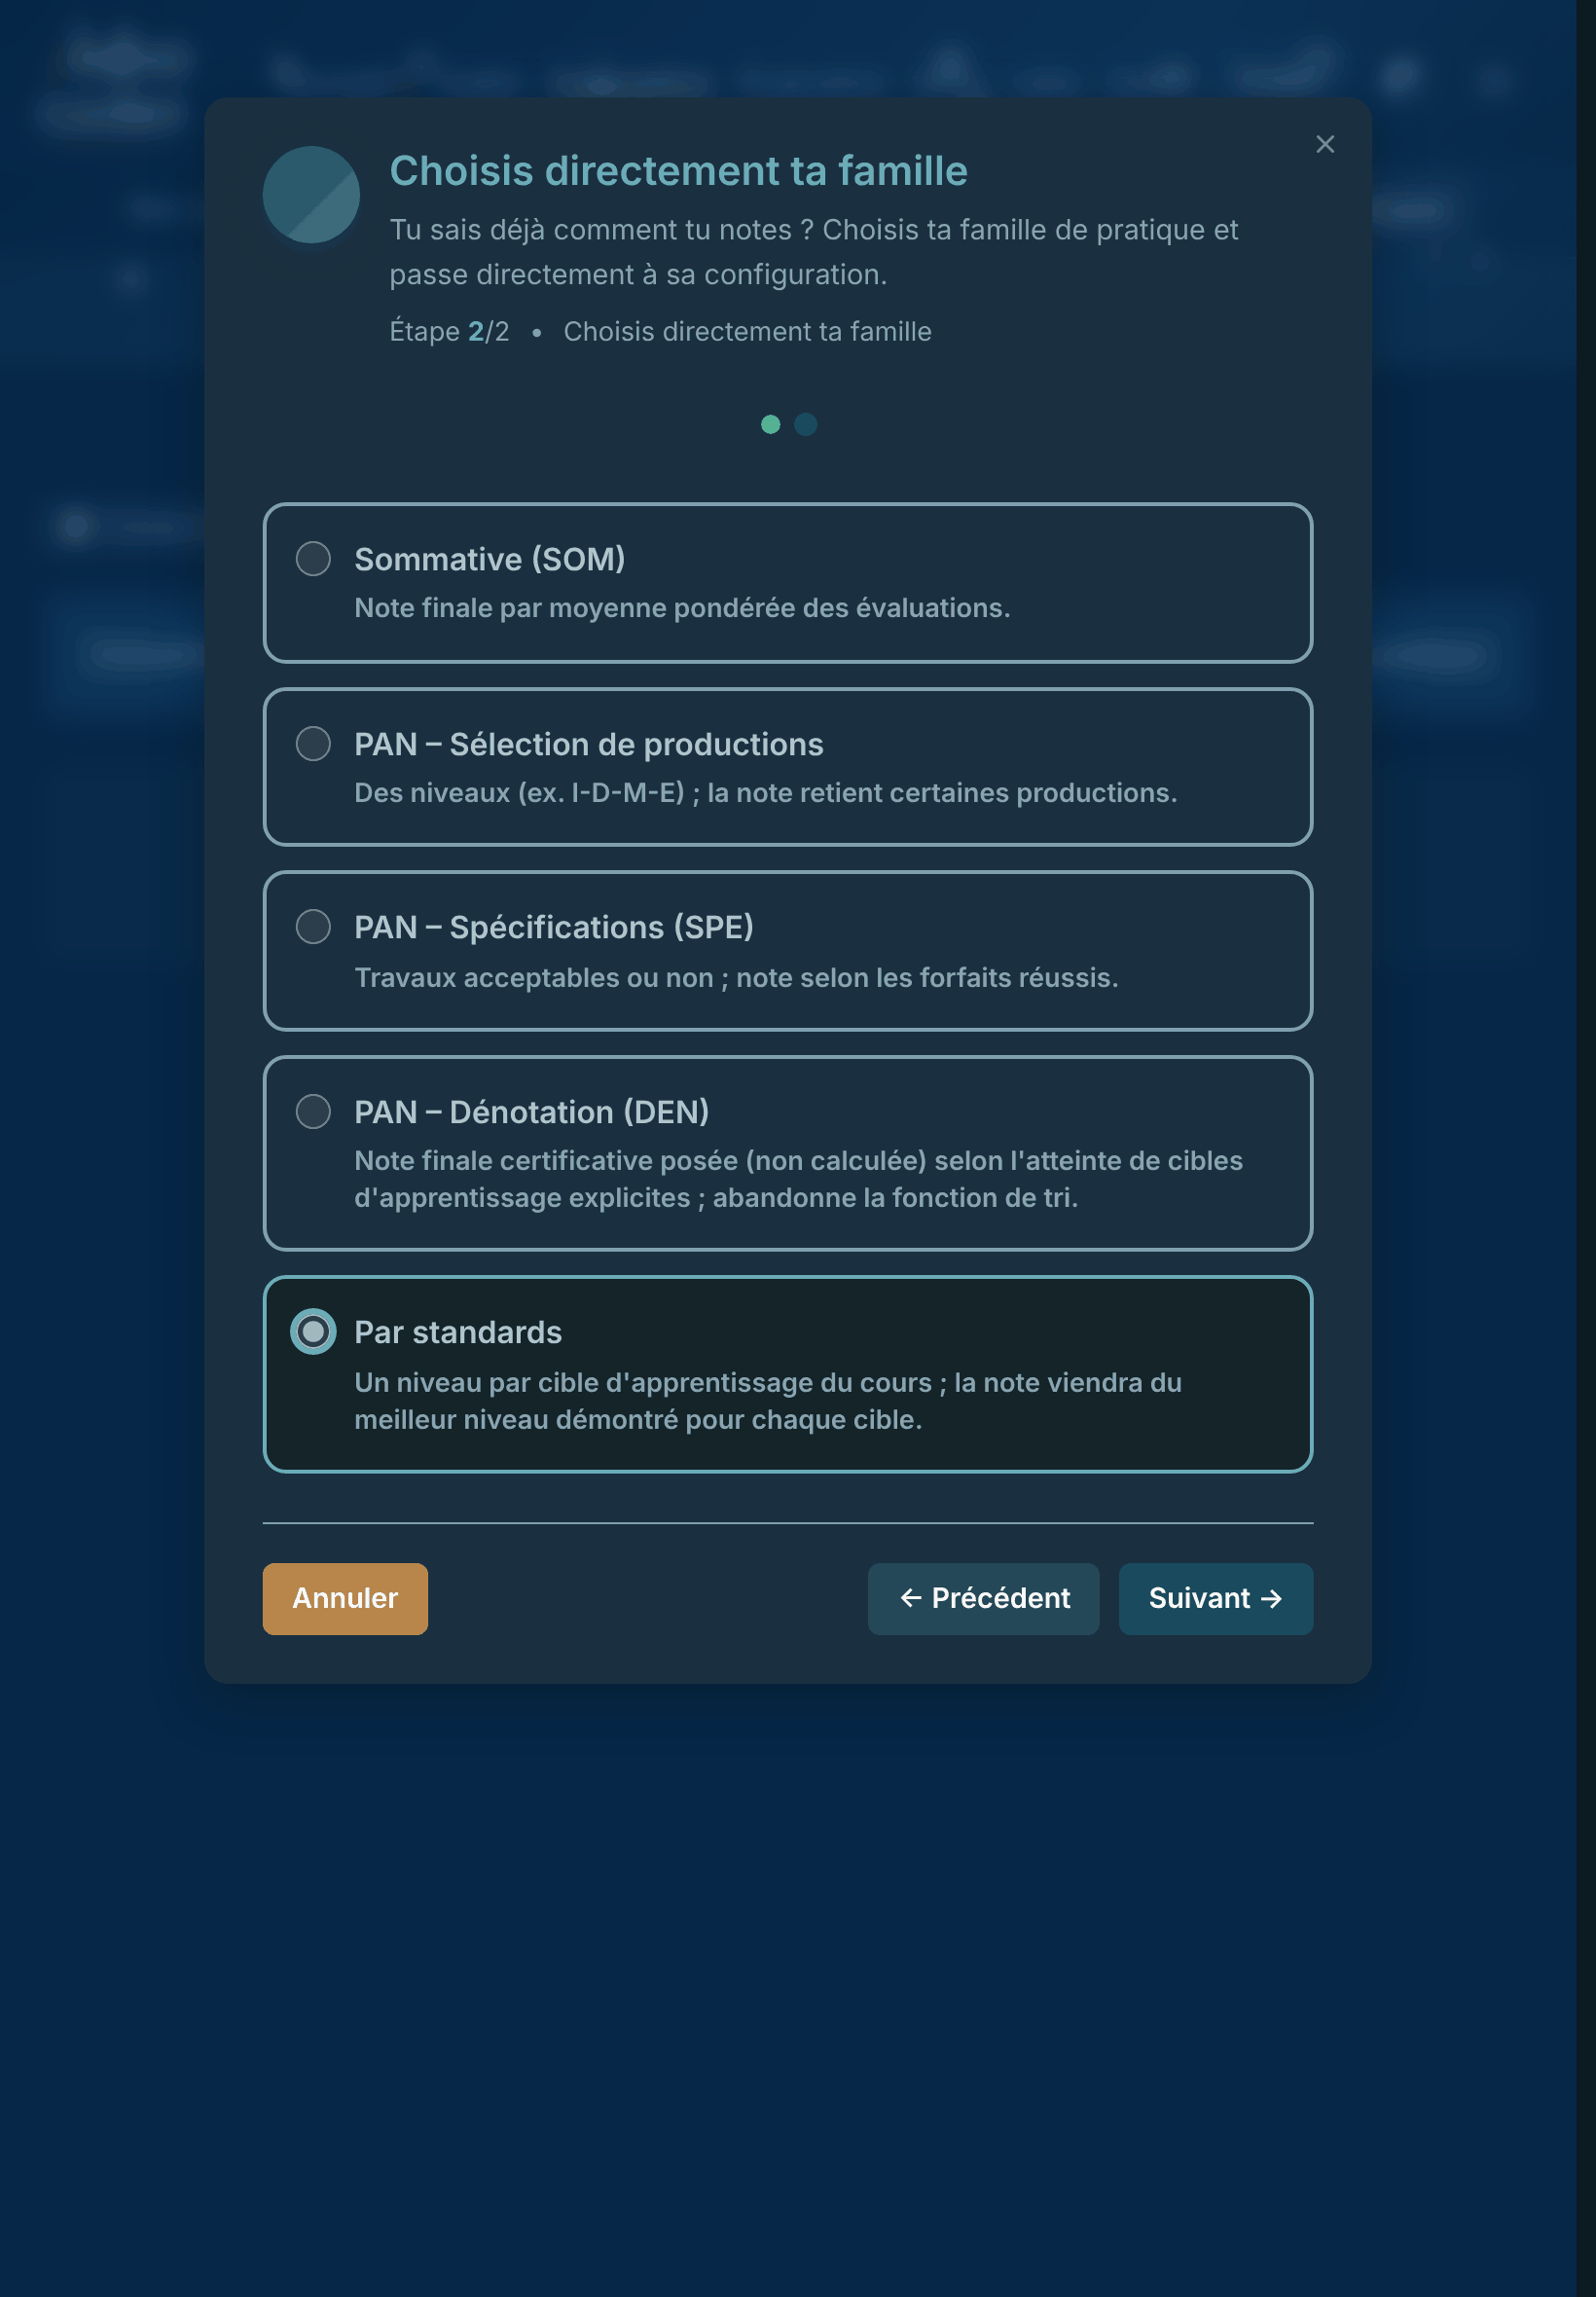 Choisis directement ta famille
Tu sais déjà comment tu notes ? Choisis ta famille de pratique et
passe directement à sa configuration.
Étape 2/2 • Choisis directement ta famille
Sommative (SOM)
Note finale par moyenne pondérée des évaluations.
PAN – Sélection de productions
Des niveaux (ex. I-D-M-E) ; la note retient certaines productions.
PAN – Spécifications (SPE)
Travaux acceptables ou non ; note selon les forfaits réussis.
PAN – Dénotation (DEN)
Note finale certificative posée (non calculée) selon l'atteinte de cibles
d'apprentissage explicites ; abandonne la fonction de tri.
Par standards
Un niveau par cible d'apprentissage du cours ; la note viendra du
meilleur niveau démontré pour chaque cible.
Annuler
← Précédent
Suivant →